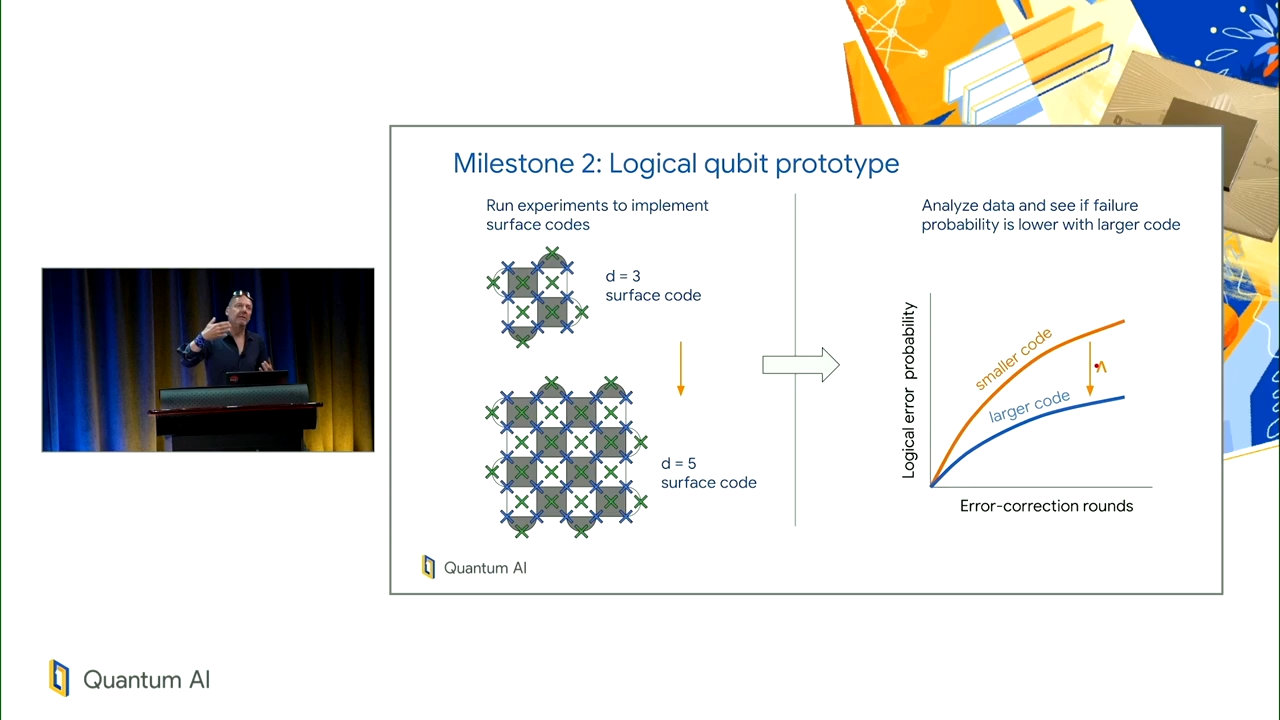 Milestone 2: Logical qubit prototype
Run experiments to implement
surface codes
d = 3
surface code
d = 5
surface code
Analyze data and see if failure
probability is lower with larger code
Logical error probability
smaller code
larger code
Error-correction rounds
Quantum AI
Quantum AI